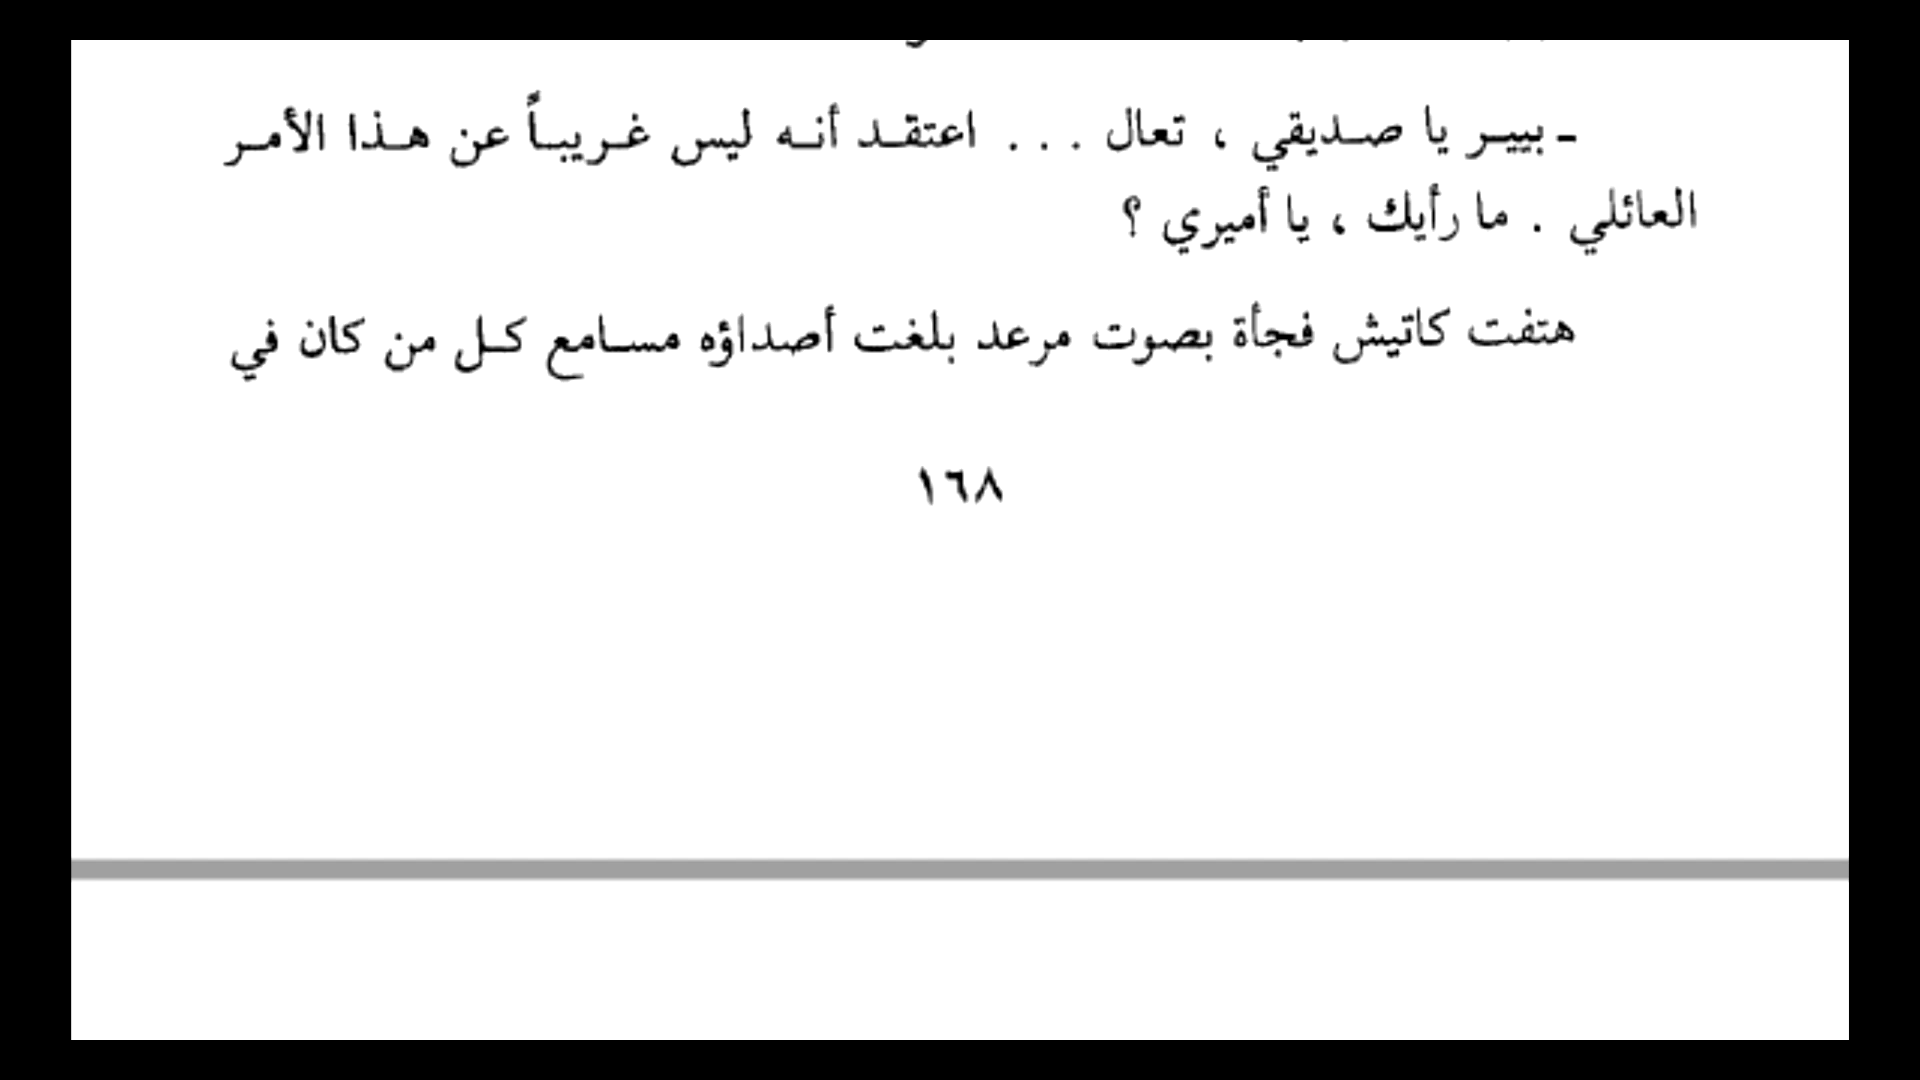 ـ بيير يا صديقي ، تعال . . . اعتقد أنه ليس غريباً عن هذا الأمر
العائلي . ما رأيك ، يا أميري ؟
هتفت كاتيش فجأة بصوت مرعد بلغت أصداؤه مسامع كل من كان في
١٦٨